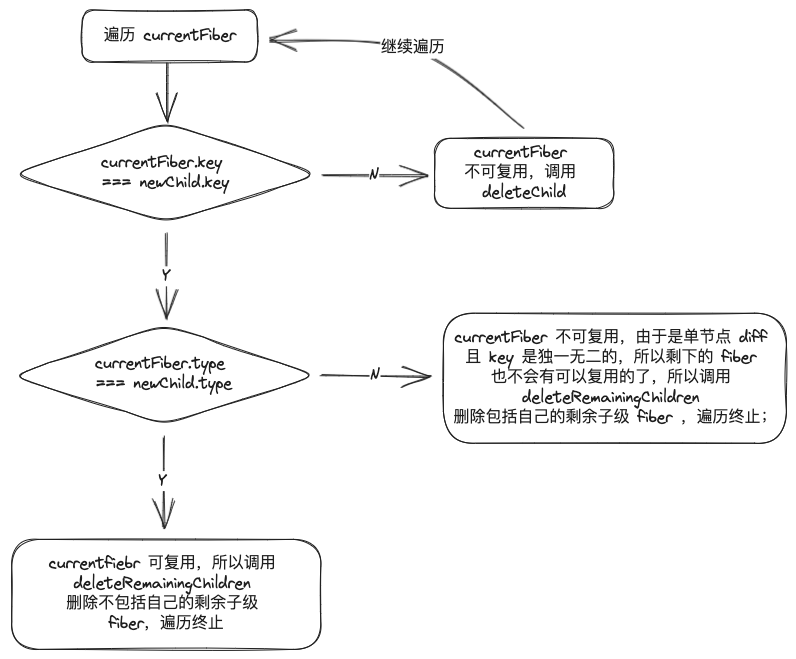 遍历 currentFiber
继续遍历
currentFiber.key
=== newChild.key
N
currentFiber
不可复用，调用
deleteChild
Y
currentFiber.type
=== newChild.type
N
currentFiber 不可复用，由于是单节点 diff
且 key 是独一无二的，所以剩下的 fiber
也不会有可以复用的了，所以调用
deleteRemainingChildren
删除包括自己的剩余子级 fiber ，遍历终止；
Y
currentfiebr 可复用，所以调用
deleteRemainingChildren
删除不包括自己的剩余子级
fiber，遍历终止